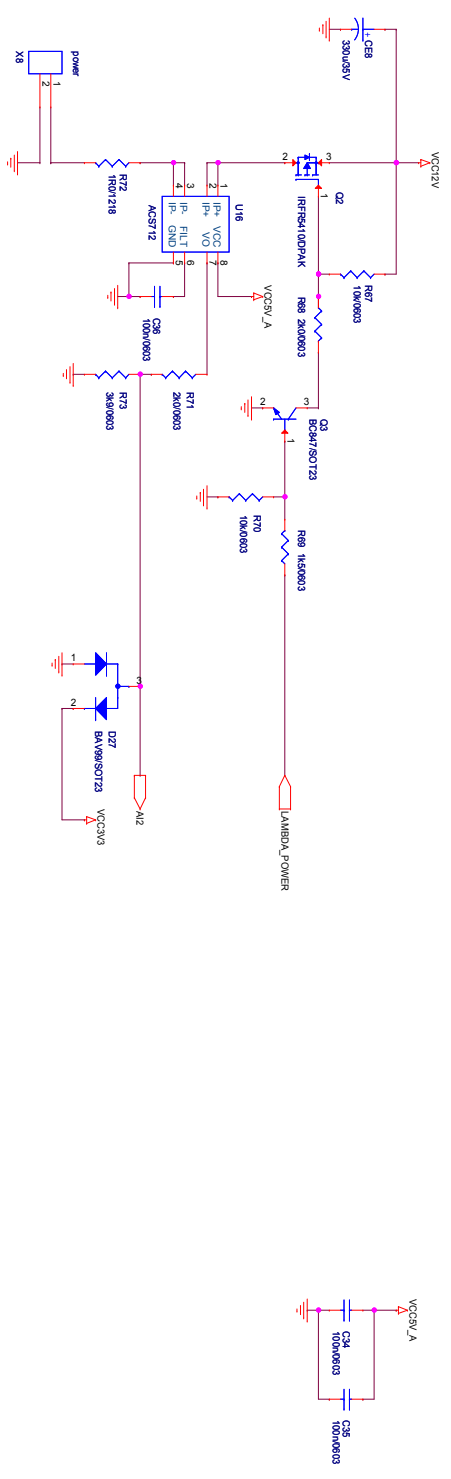 power
X8
1
2
CE8
+
330u/35V
VCC12V
R72
1R0/1218
4
3
2
1
IP-
IP-
IP+
IP+
GND
FILT
VO
VCC
5
6
7
8
U16
ACS712
2
3
1
Q2
IRFR5410/DPAK
R67
10k/0603
R68 2k0/0603
C36
100n/0603
VCC5V_A
R73
3k9/0603
R71
2k0/0603
2
3
1
Q3
BC847/SOT23
R70
10k/0603
R69 1k5/0603
1
2
3
D27
BAV99/SOT23
AI2
VCC3V3
LAMBDA_POWER
VCC5V_A
C34
100n/0603
C35
100n/0603